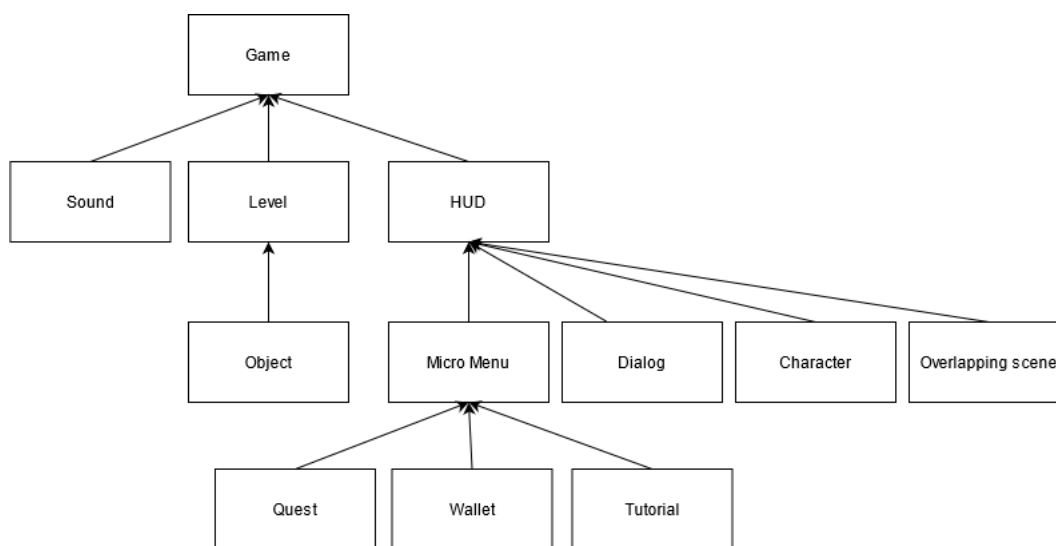 Game
Sound
Level
HUD
Object
Micro Menu
Dialog
Character
Overlapping scene
Quest
Wallet
Tutorial